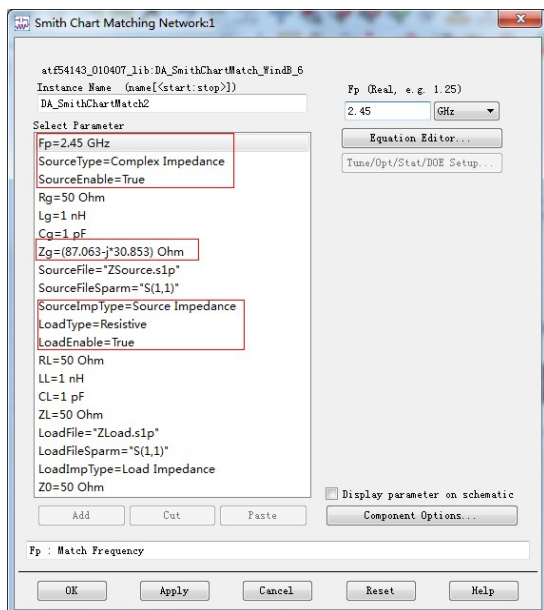 Smith Chart Matching Network:1
atf54143_010407_lib:DA_SmithChartMatch_WindB_6
Instance Name (name[<start:stop>])
DA_SmithChartMatch2
Select Parameter
Fp=2.45 GHz
SourceType=Complex Impedance
SourceEnable=True
Rg=50 Ohm
Lg=1 nH
Cg=1 pF
Zg=(87.063-j*30.853) Ohm
SourceFile="ZSource.s1p"
SourceFileSparm="S(1,1)"
SourceImpType=Source Impedance
LoadType=Resistive
LoadEnable=True
RL=50 Ohm
LL=1 nH
CL=1 pF
ZL=50 Ohm
LoadFile="ZLoad.s1p"
LoadFileSparm="S(1,1)"
LoadImpType=Load Impedance
Z0=50 Ohm
Add Cut Paste
Fp (Real, e.g. 1.25)
2.45 GHz
Equation Editor...
Tune/Opt/Stat/DOE Setup...
Display parameter on schematic
Component Options...
Fp : Match Frequency
OK Apply Cancel Reset Help